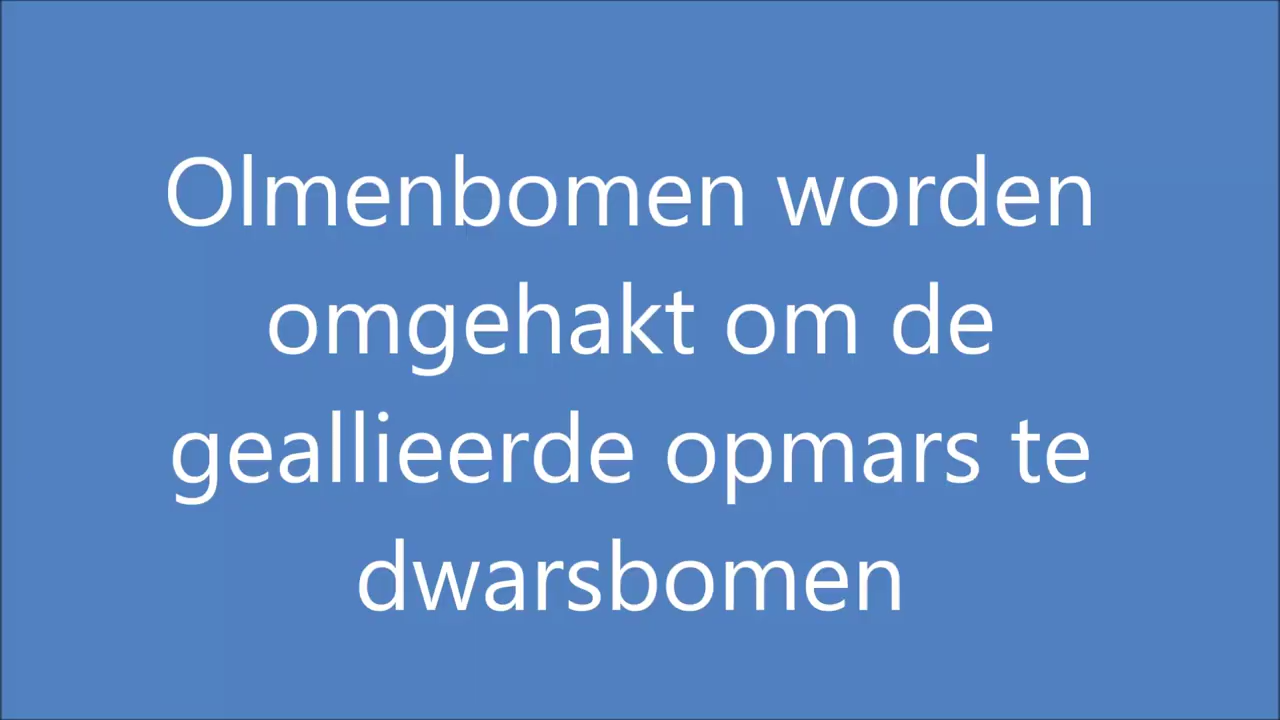 Olmenbomen worden
omgehakt om de
geallieerde opmars te
dwarsbomen